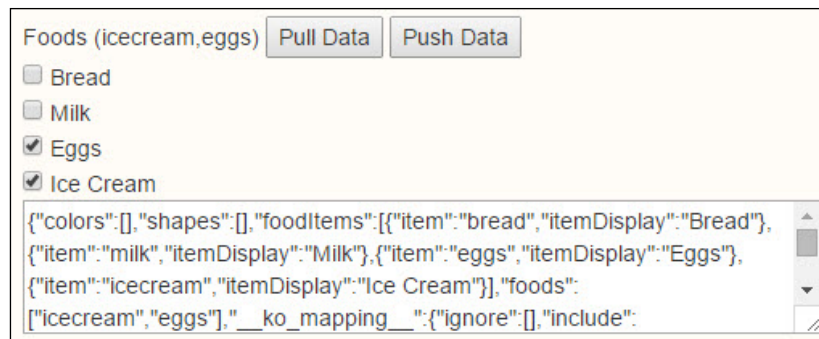 Foods (icecream,eggs) Pull Data Push Data
Bread
Milk
Eggs
Ice Cream
{"colors":[],"shapes":[],"foodItems":[{"item":"bread","itemDisplay":"Bread"},
{"item":"milk","itemDisplay":"Milk"},{"item":"eggs","itemDisplay":"Eggs"},
{"item":"icecream","itemDisplay":"Ice Cream"}],"foods":
["icecream","eggs"],"__ko_mapping__":{"ignore":[],"include":